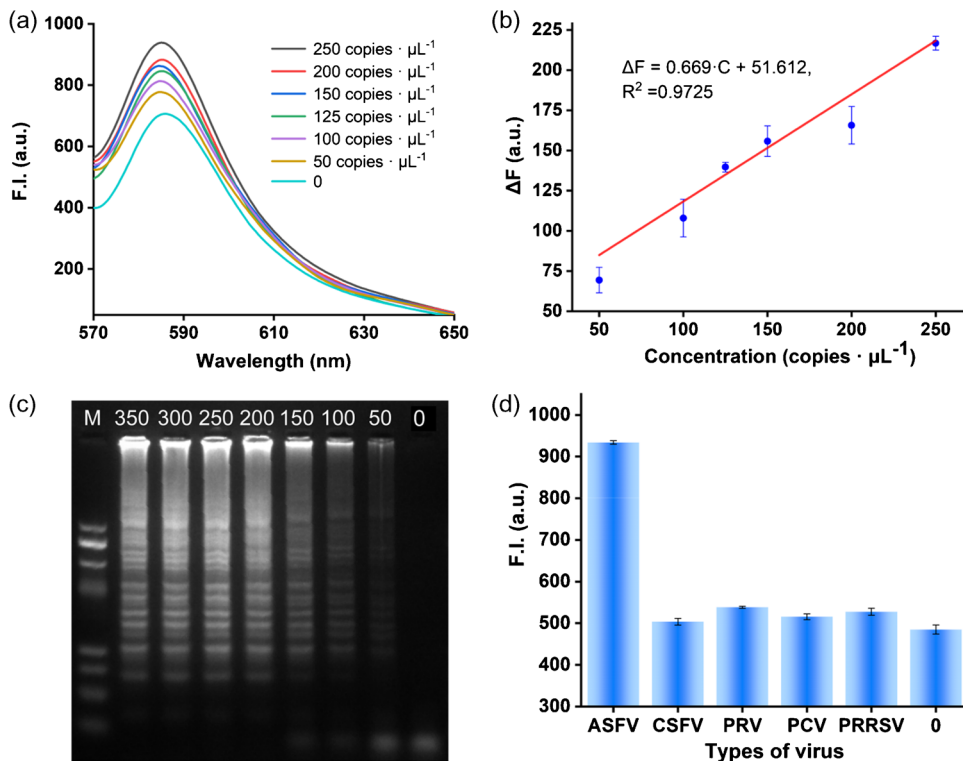 (a)
1000
800
600
400
200
570
590
610
630
650
F.I. (a.u.)
Wavelength (nm)
250 copies · µL⁻¹
200 copies · µL⁻¹
150 copies · µL⁻¹
125 copies · µL⁻¹
100 copies · µL⁻¹
50 copies · µL⁻¹
0
(b)
225
200
175
150
125
100
75
50
50
100
150
200
250
ΔF (a.u.)
Concentration (copies · µL⁻¹)
ΔF = 0.669·C + 51.612,
R² =0.9725
(c)
M 350 300 250 200 150 100 50 0
(d)
1000
900
800
700
600
500
400
300
F.I. (a.u.)
ASFV CSFV PRV PCV PRRSV 0
Types of virus